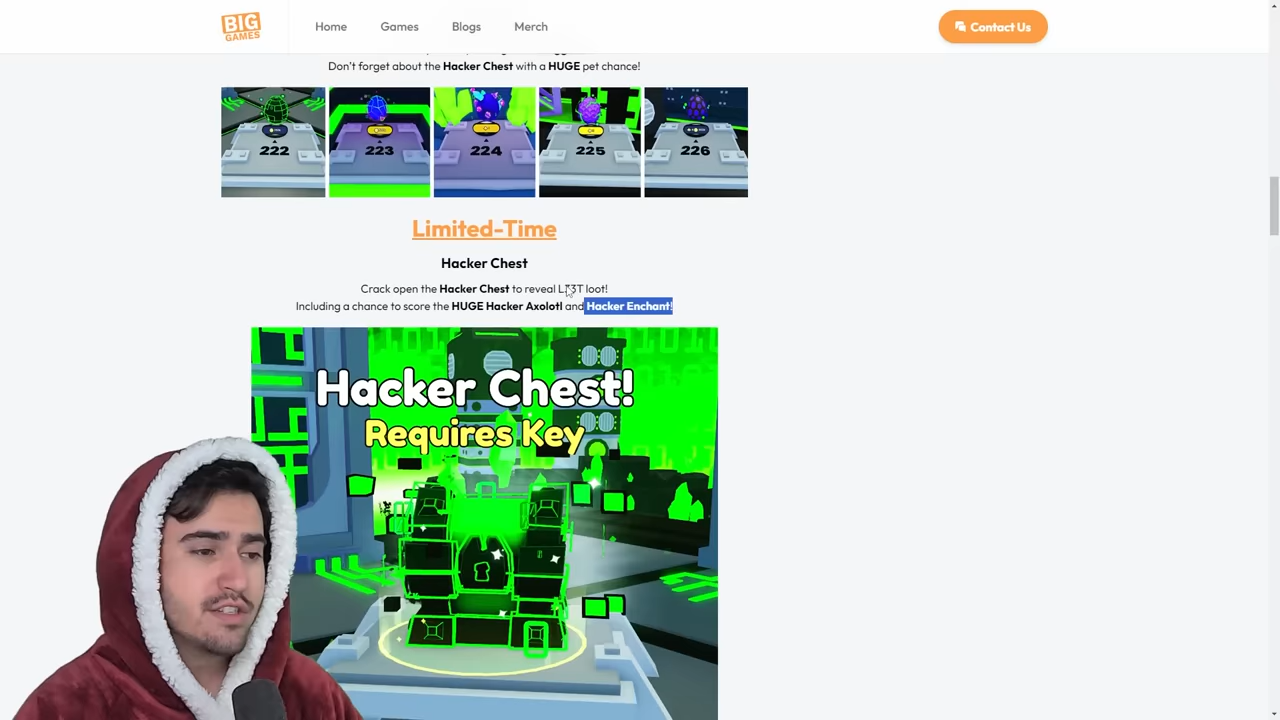 BIG
GAMES
Home
Games
Blogs
Merch
Contact Us
Don't forget about the Hacker Chest with a HUGE pet chance!
222
223
224
225
226
Limited-Time
Hacker Chest
Crack open the Hacker Chest to reveal L33T loot!
Including a chance to score the HUGE Hacker Axolotl and Hacker Enchant!
Hacker Chest!
Requires Key